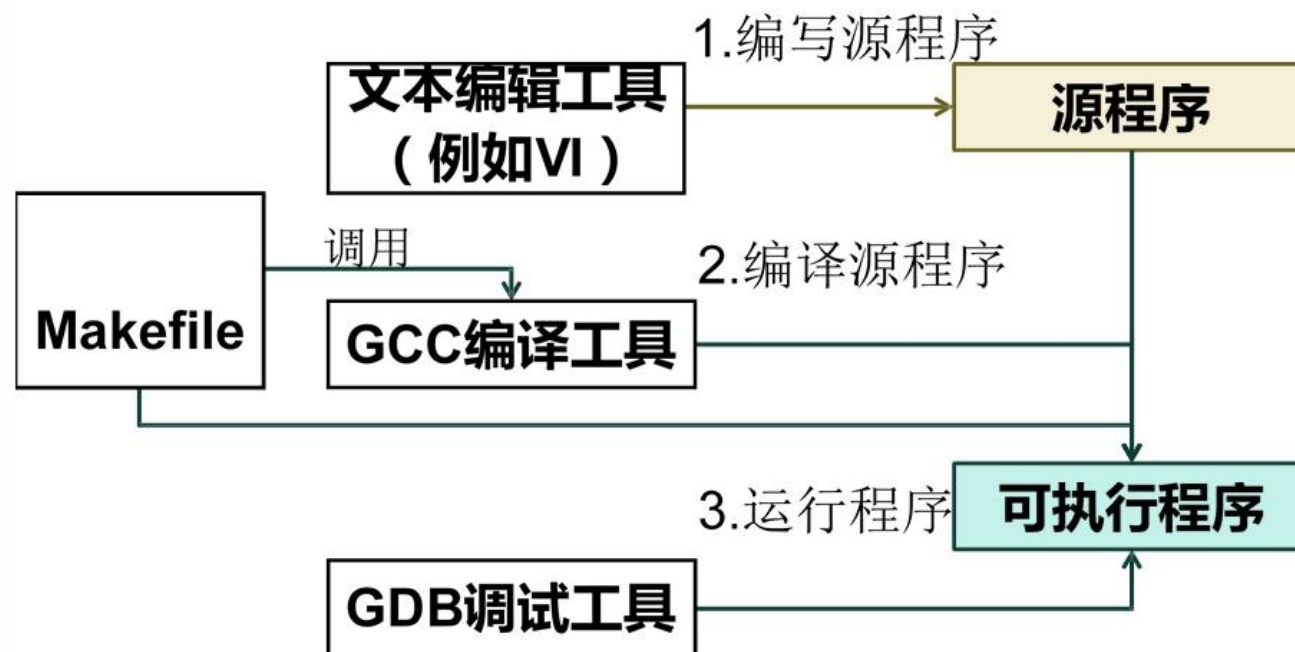 1.编写源程序
文本编辑工具
（例如VI）
源程序
调用
2.编译源程序
Makefile
GCC编译工具
3.运行程序
可执行程序
GDB调试工具